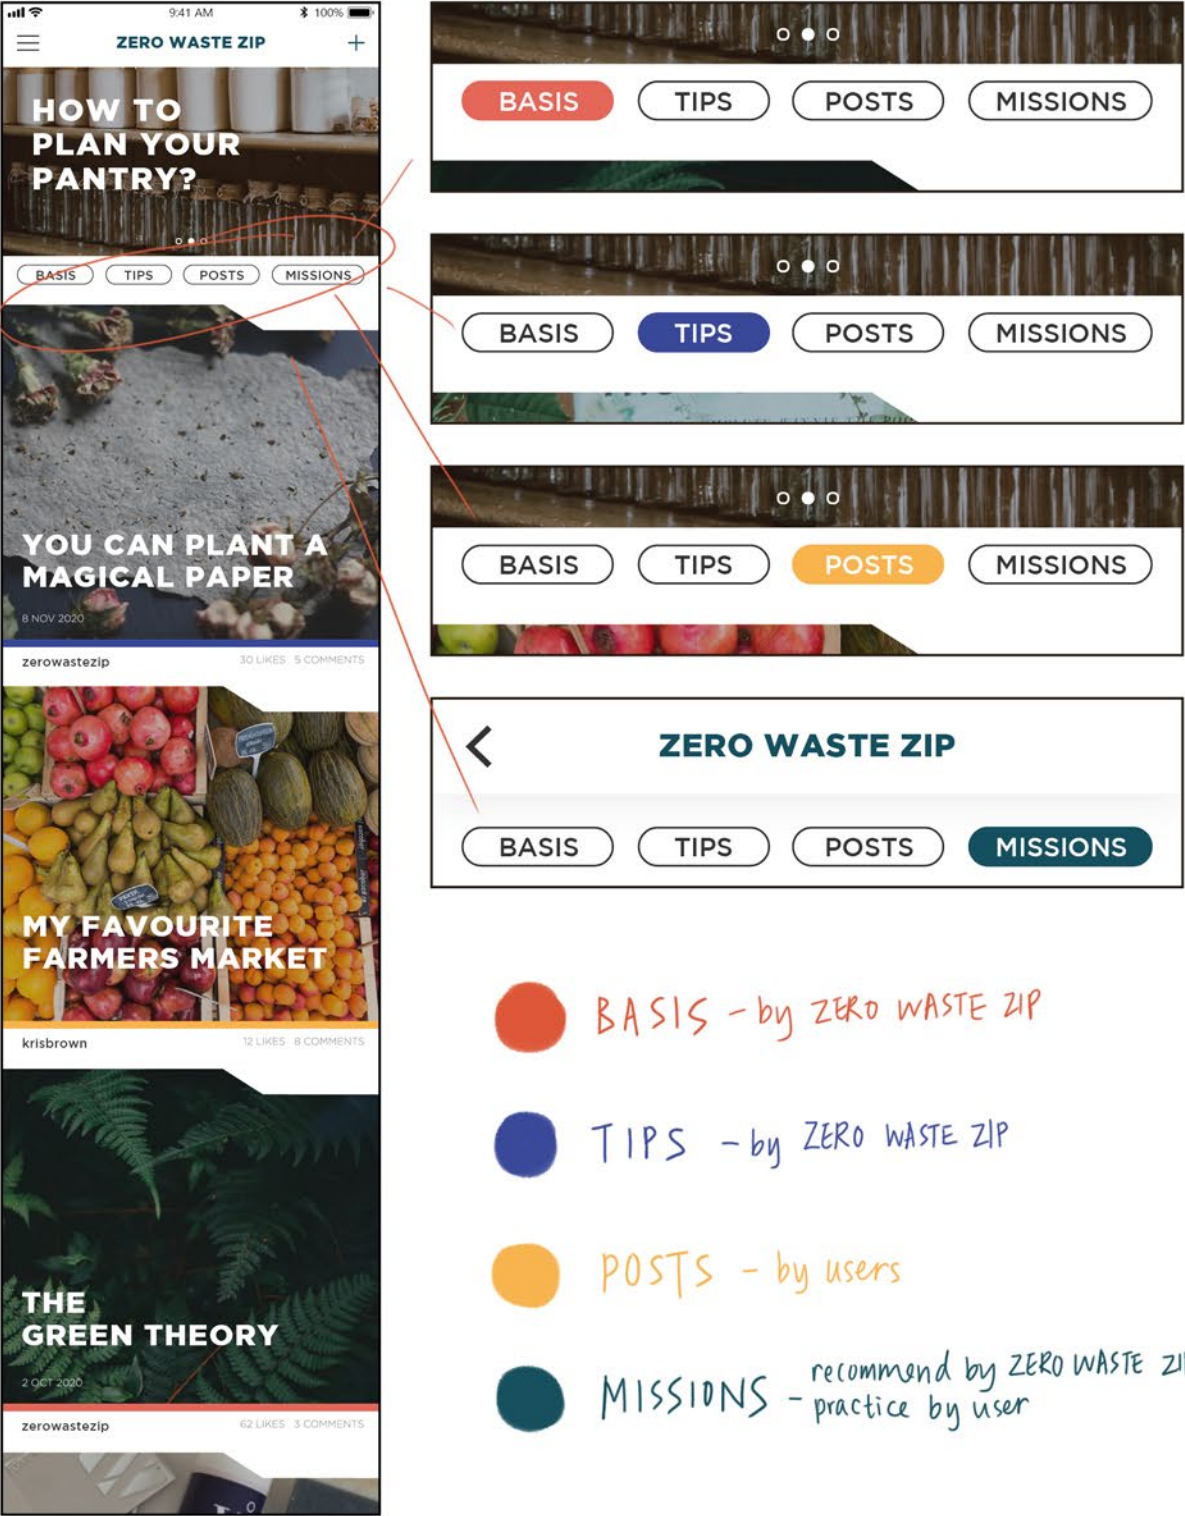 9:41 AM
100%
ZERO WASTE ZIP
HOW TO
PLAN YOUR
PANTRY?
BASIS TIPS POSTS MISSIONS
YOU CAN PLANT A
MAGICAL PAPER
8 NOV 2020
zerowastezip 30 LIKES 5 COMMENTS
MY FAVOURITE
FARMERS MARKET
krisbrown 12 LIKES 8 COMMENTS
THE
GREEN THEORY
2 OCT 2020
zerowastezip 62 LIKES 3 COMMENTS
BASIS TIPS POSTS MISSIONS
BASIS TIPS POSTS MISSIONS
BASIS TIPS POSTS MISSIONS
ZERO WASTE ZIP
BASIS TIPS POSTS MISSIONS
BASIS - by ZERO WASTE ZIP
TIPS - by ZERO WASTE ZIP
POSTS - by users
MISSIONS - recommend by ZERO WASTE ZIP
practice by user